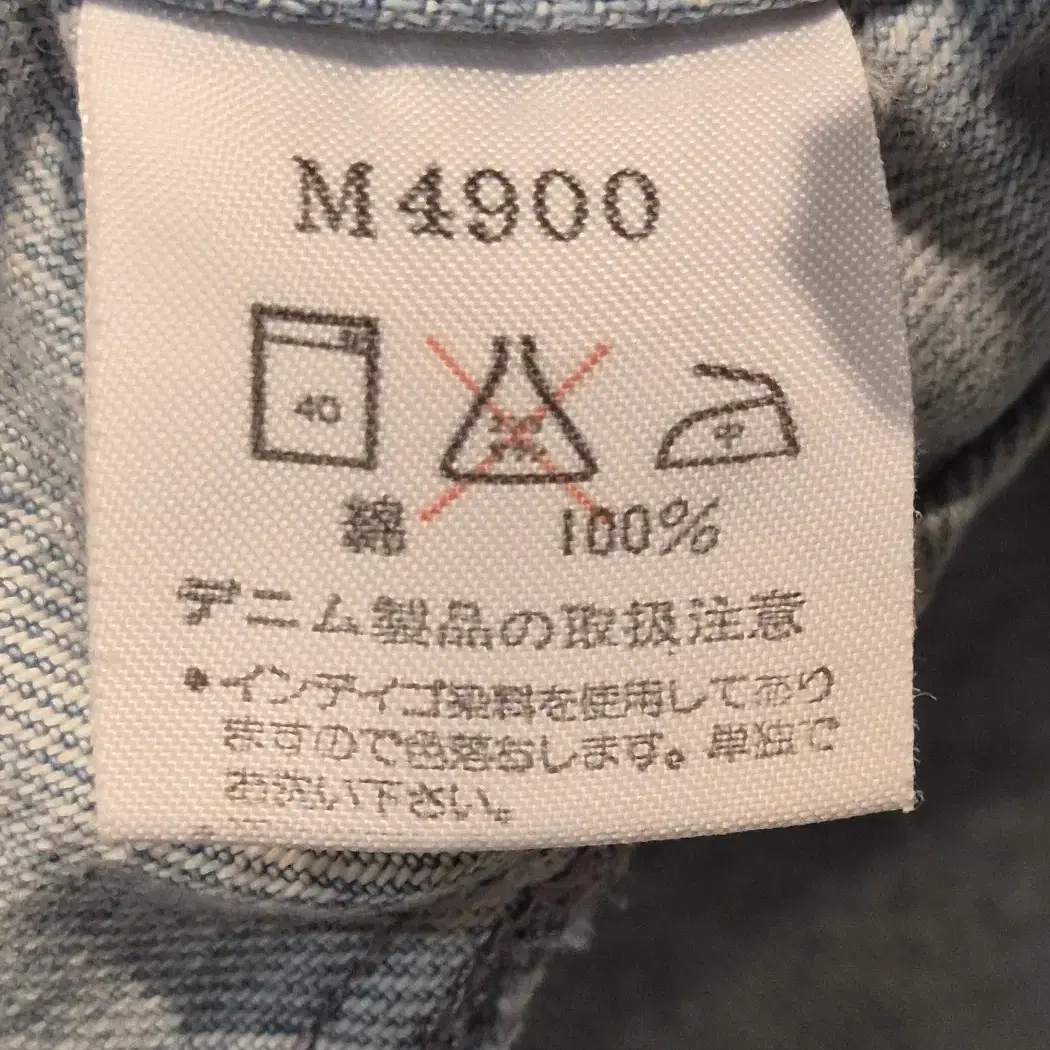 M4900
40
中
綿 100%
デニム製品の取扱注意
•インディゴ染料を使用してあり
ますので色落おします。単独で
お洗い下さい。